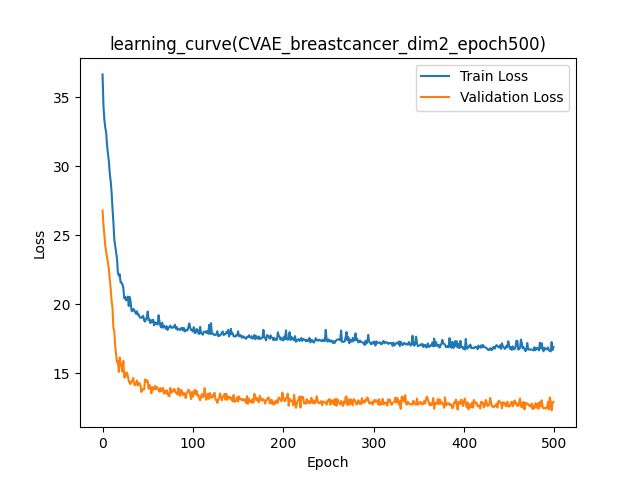 learning_curve(CVAE_breastcancer_dim2_epoch500)
Train Loss
Validation Loss
35
30
25
20
15
Loss
0 100 200 300 400 500
Epoch